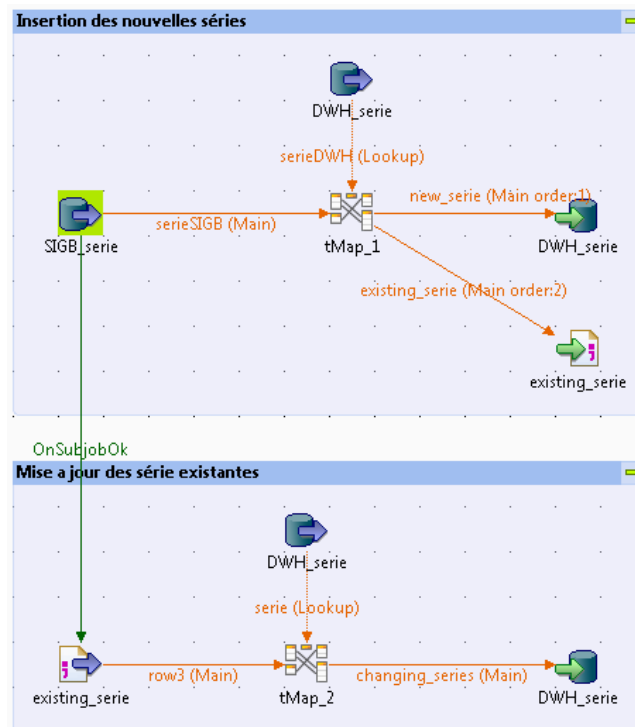 Insertion des nouvelles séries
DWH_serie
serieDWH (Lookup)
new_serie (Main order:1)
serieSIGB (Main)
SIGB_serie
tMap_1
DWH_serie
existing_serie (Main order:2)
existing_serie
OnSubjobOk
Mise a jour des série existantes
DWH_serie
serie (Lookup)
row3 (Main)
changing_series (Main)
existing_serie
tMap_2
DWH_serie